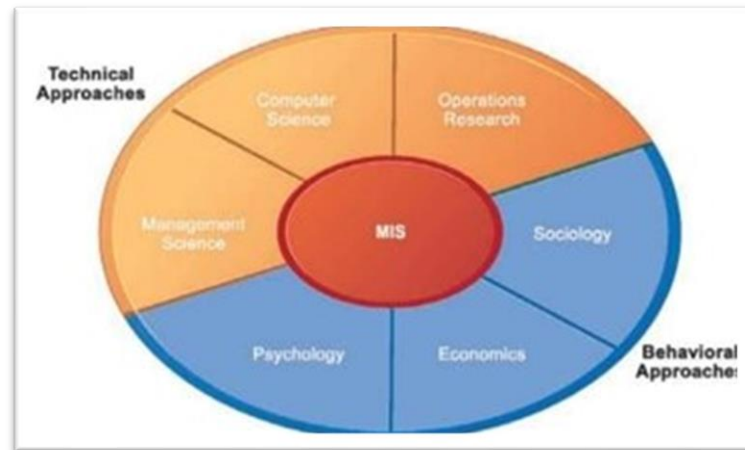 Technical
Approaches
Computer
Science
Operations
Research
Management
Science
MIS
Sociology
Psychology
Economics
Behavioral
Approache